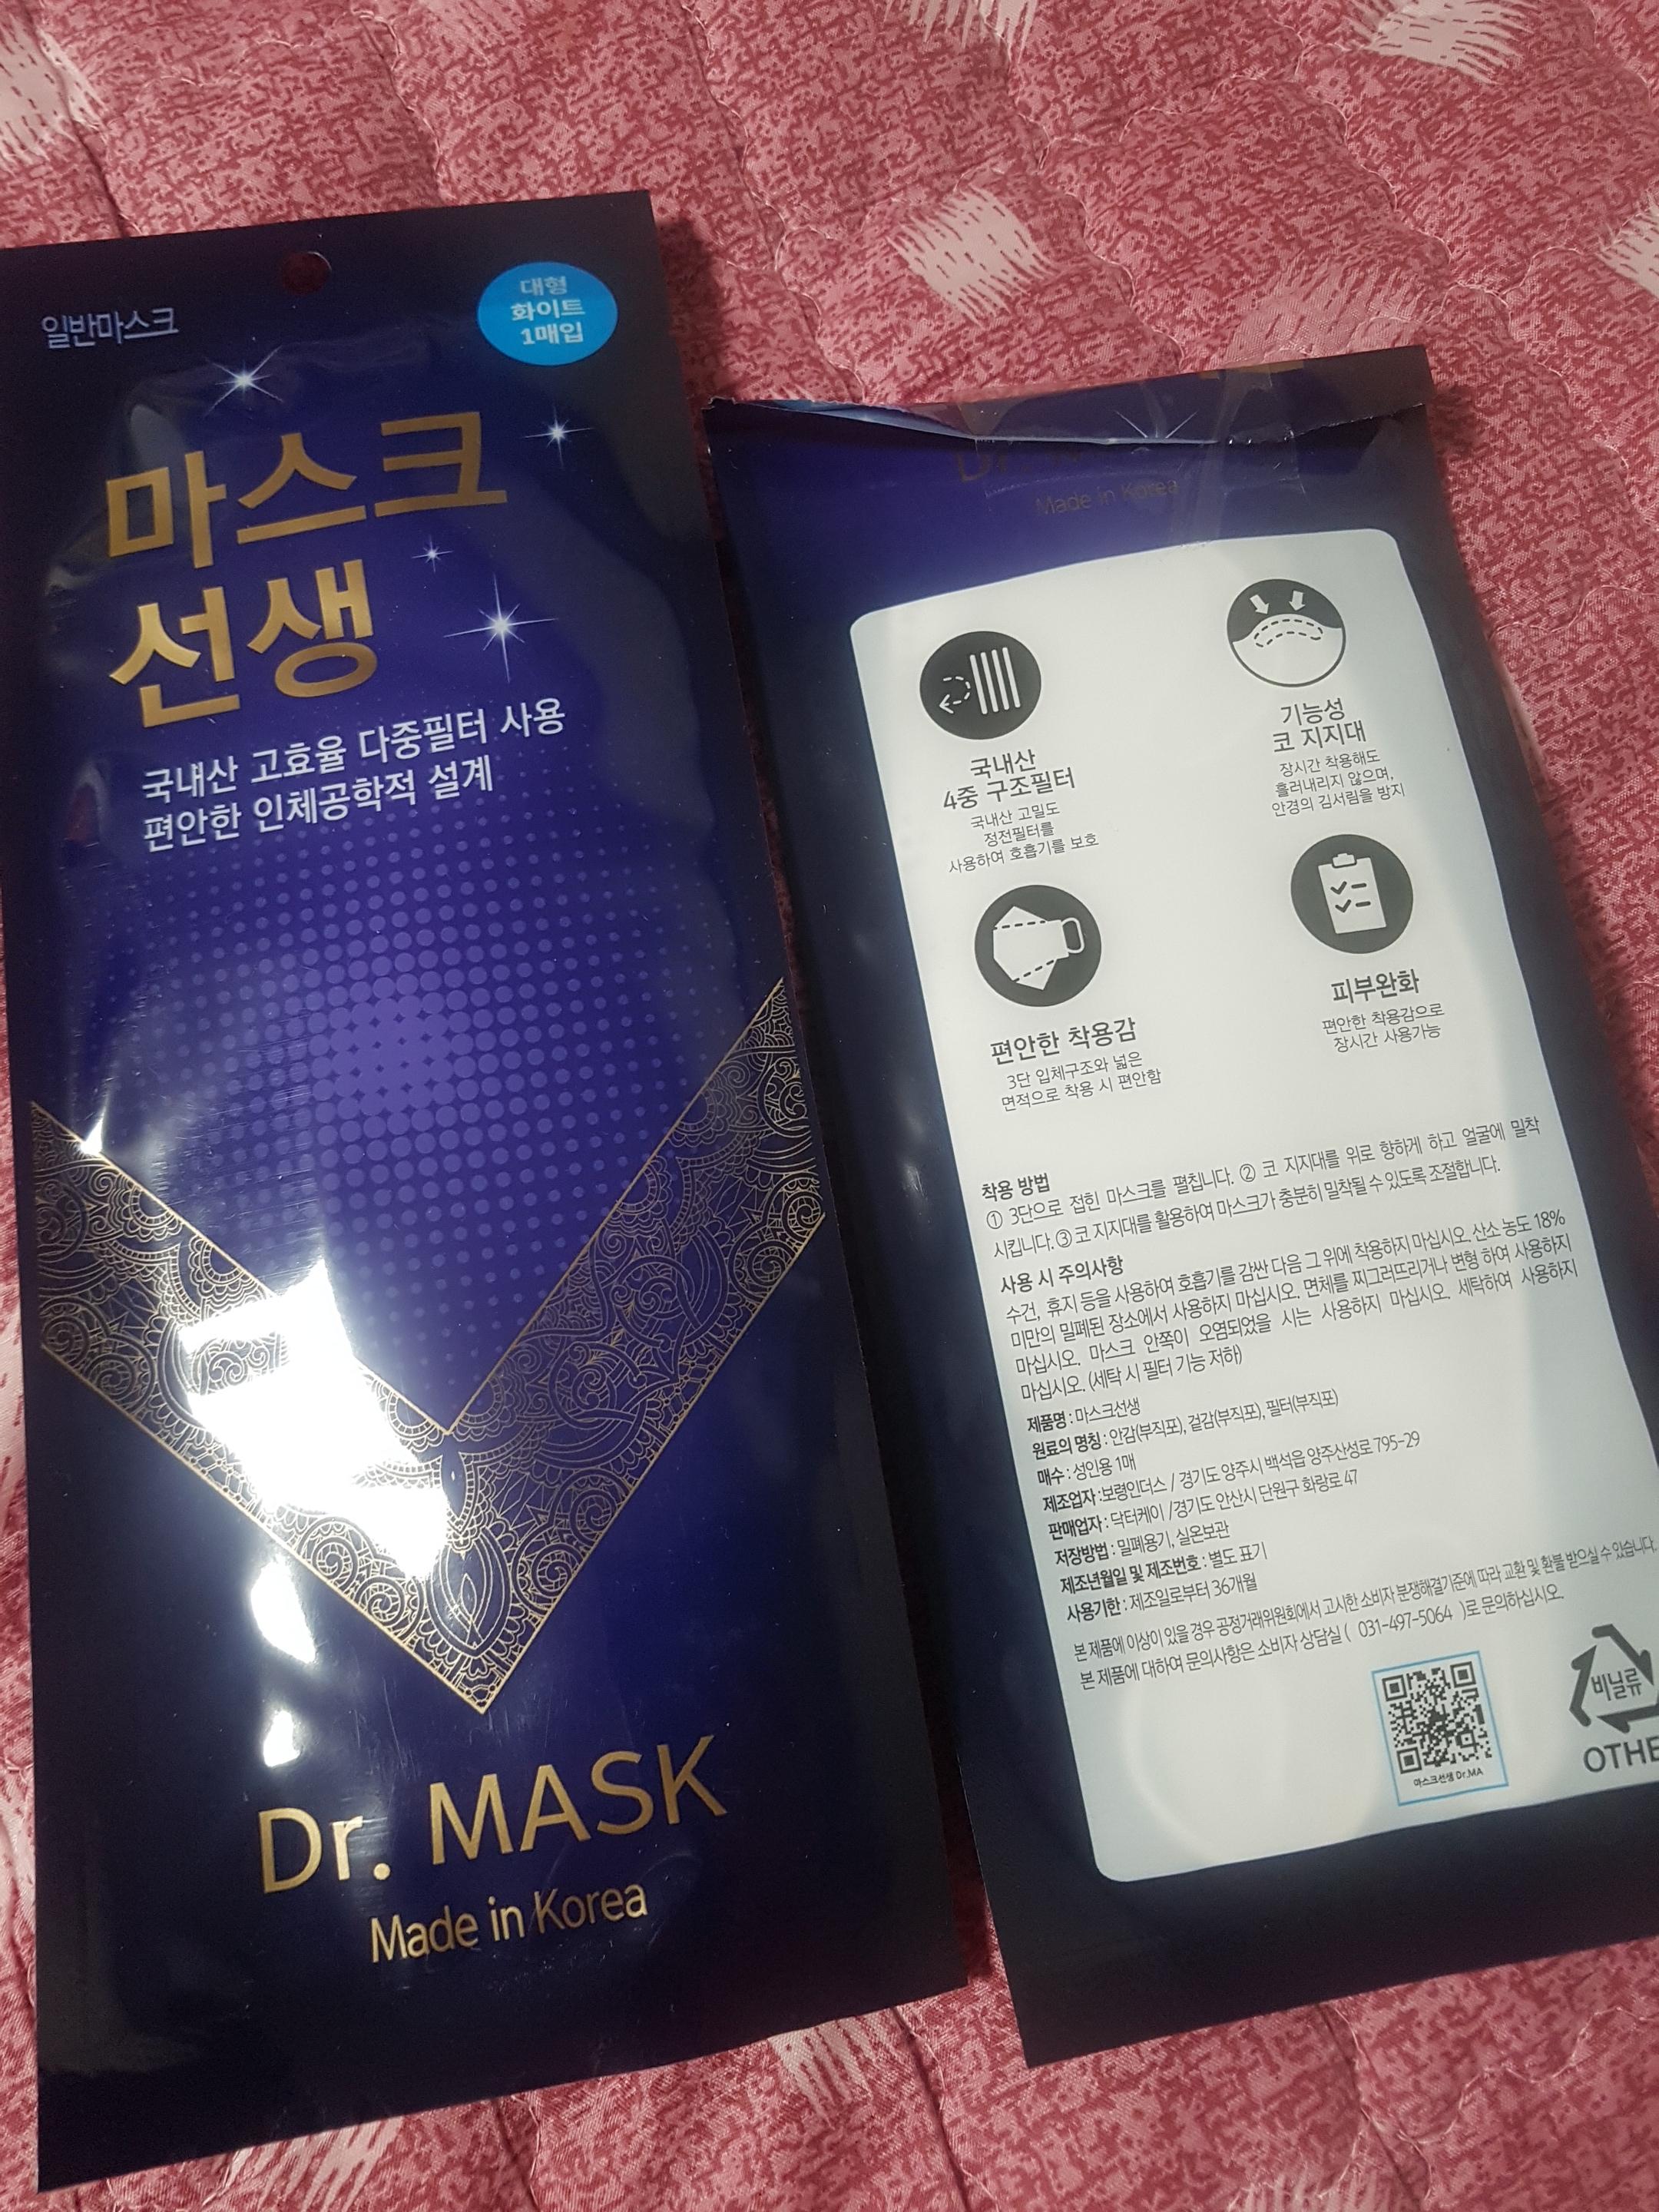 일반마스크
대형
화이트
1매입
마스크
선생
국내산 고효율 다중필터 사용
편안한 인체공학적 설계
Dr. MASK
Made in Korea
Made in Korea
국내산
4중 구조필터
국내산 고밀도
정전필터를
사용하여 호흡기를 보호
기능성
코 지지대
장시간 착용해도
흘러내리지 않으며,
안경의 김서림을 방지
편안한 착용감
3단 입체구조와 넓은
면적으로 착용 시 편안함
피부완화
편안한 착용감으로
장시간 사용가능
착용 방법
① 3단으로 접힌 마스크를 펼칩니다. ② 코 지지대를 위로 향하게 하고 얼굴에 밀착
시킵니다. ③ 코 지지대를 활용하여 마스크가 충분히 밀착될 수 있도록 조절합니다.
사용 시 주의사항
수건, 휴지 등을 사용하여 호흡기를 감싼 다음 그 위에 착용하지 마십시오. 산소 농도 18%
미만의 밀폐된 장소에서 사용하지 마십시오. 면체를 찌그러뜨리거나 변형 하여 사용하지
마십시오. 마스크 안쪽이 오염되었을 시는 사용하지 마십시오. 세탁하여 사용하지
마십시오. (세탁 시 필터 기능 저하)
제품명 : 마스크선생
원료의 명칭 : 안감(부직포), 겉감(부직포), 필터(부직포)
매수 : 성인용 1매
제조업자 :보령인더스 / 경기도 양주시 백석읍 양주산성로 795-29
판매업자 : 닥터케이 /경기도 안산시 단원구 화랑로 47
저장방법 : 밀폐용기, 실온보관
제조년월일 및 제조번호 : 별도 표기
사용기한 : 제조일로부터 36개월
본 제품에 이상이 있을 경우 공정거래위원회에서 고시한 소비자 분쟁해결기준에 따라 교환 및 환불 받으실 수 있습니다.
본 제품에 대하여 문의사항은 소비자 상담실 ( 031-497-5064 )로 문의하십시오.
마스크선생 Dr.MA
비닐류
OTHE